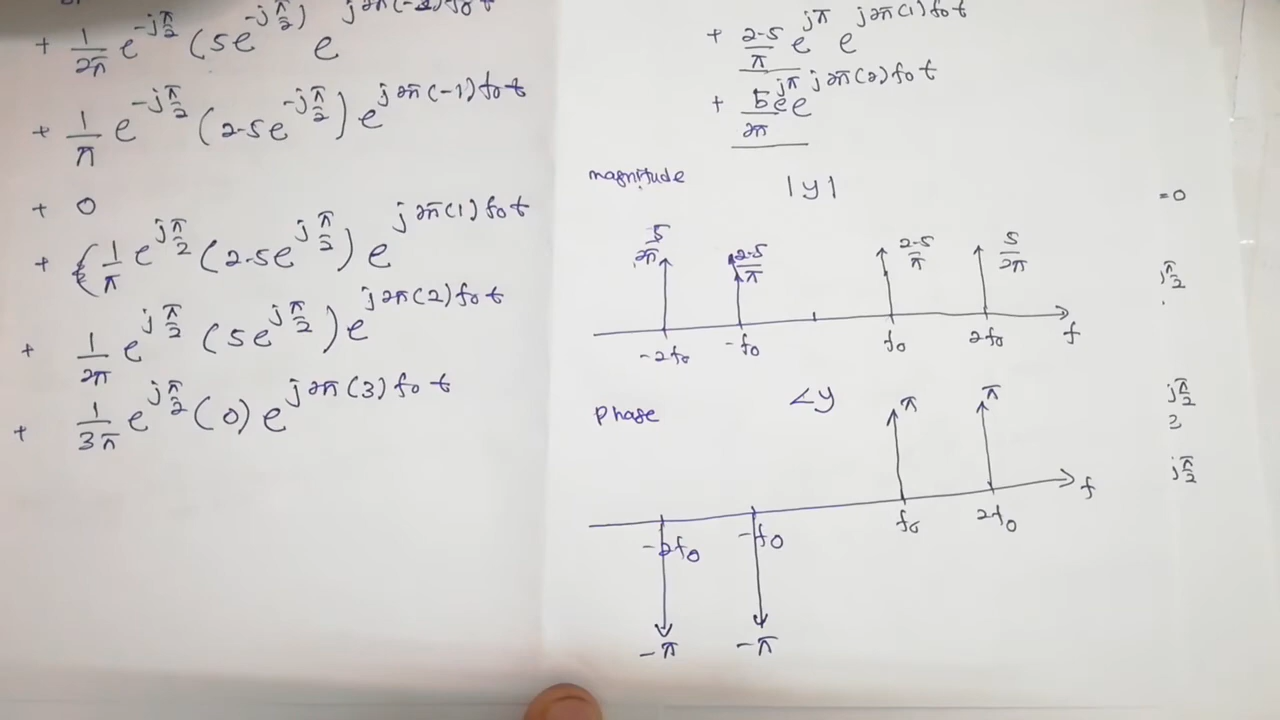 + 1/2π e^{-jπ/2} (5e^{-jπ/2}) e^{j2π(-2)f₀t}
+ 1/π e^{-jπ/2} (2.5e^{-jπ/2}) e^{j2π(-1)f₀t}
+ 0
+ (1/π e^{jπ/2} (2.5e^{jπ/2}) e^{j2π(1)f₀t}
+ 1/2π e^{jπ/2} (5e^{jπ/2}) e^{j2π(2)f₀t}
+ 1/3π e^{jπ/2} (0) e^{j2π(3)f₀t}
+ 2.5/π e^{jπ} e^{j2π(1)f₀t}
+ 5/2π e^{jπ} e^{j2π(2)f₀t}
magnitude |y|
5/2π 2.5/π 2.5/π 5/2π
-2f₀ -f₀ f₀ 2f₀ f
Phase ∠y
π π
-2f₀ -f₀ f₀ 2f₀ f
-π -π
=0
jπ/2
jπ/2
jπ/2